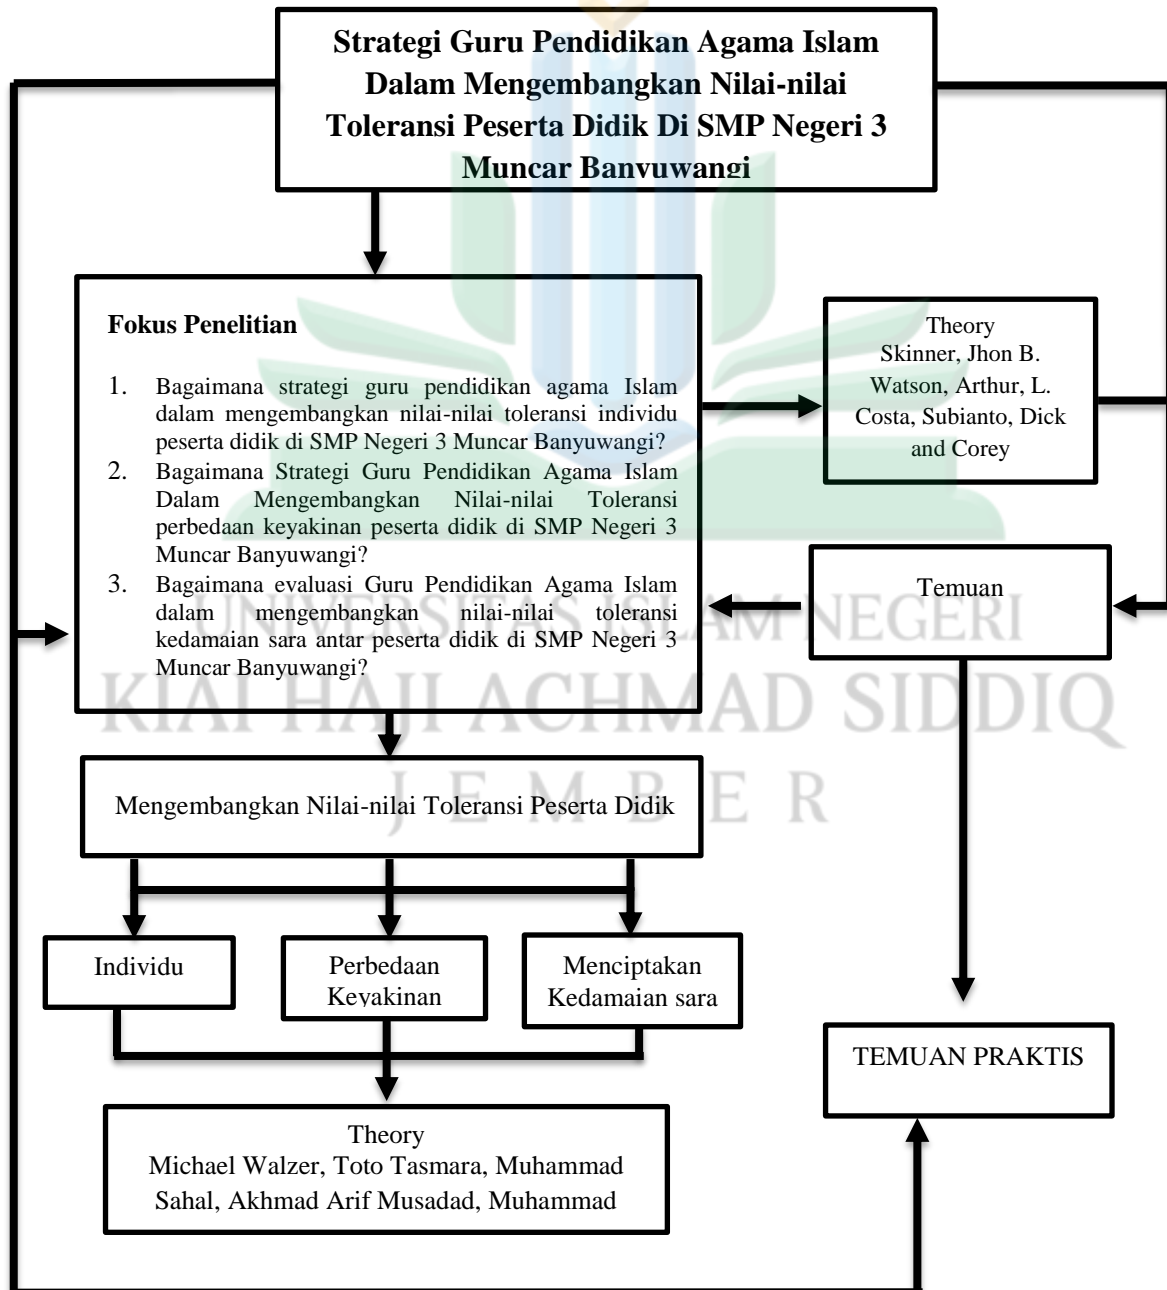 Strategi Guru Pendidikan Agama Islam
Dalam Mengembangkan Nilai-nilai
Toleransi Peserta Didik Di SMP Negeri 3
Muncar Banyuwangi
Fokus Penelitian
1. Bagaimana strategi guru pendidikan agama Islam
dalam mengembangkan nilai-nilai toleransi individu
peserta didik di SMP Negeri 3 Muncar Banyuwangi?
2. Bagaimana Strategi Guru Pendidikan Agama Islam
Dalam Mengembangkan Nilai-nilai Toleransi
perbedaan keyakinan peserta didik di SMP Negeri 3
Muncar Banyuwangi?
3. Bagaimana evaluasi Guru Pendidikan Agama Islam
dalam mengembangkan nilai-nilai toleransi
kedamaian sara antar peserta didik di SMP Negeri 3
Muncar Banyuwangi?
Theory
Skinner, Jhon B.
Watson, Arthur, L.
Costa, Subianto, Dick
and Corey
Temuan
UNIVERSITAS ISLAM NEGERI
KIAI HAJI ACHMAD SIDDIQ
JEMBER
Mengembangkan Nilai-nilai Toleransi Peserta Didik
Individu
Perbedaan
Keyakinan
Menciptakan
Kedamaian sara
TEMUAN PRAKTIS
Theory
Michael Walzer, Toto Tasmara, Muhammad
Sahal, Akhmad Arif Musadad, Muhammad